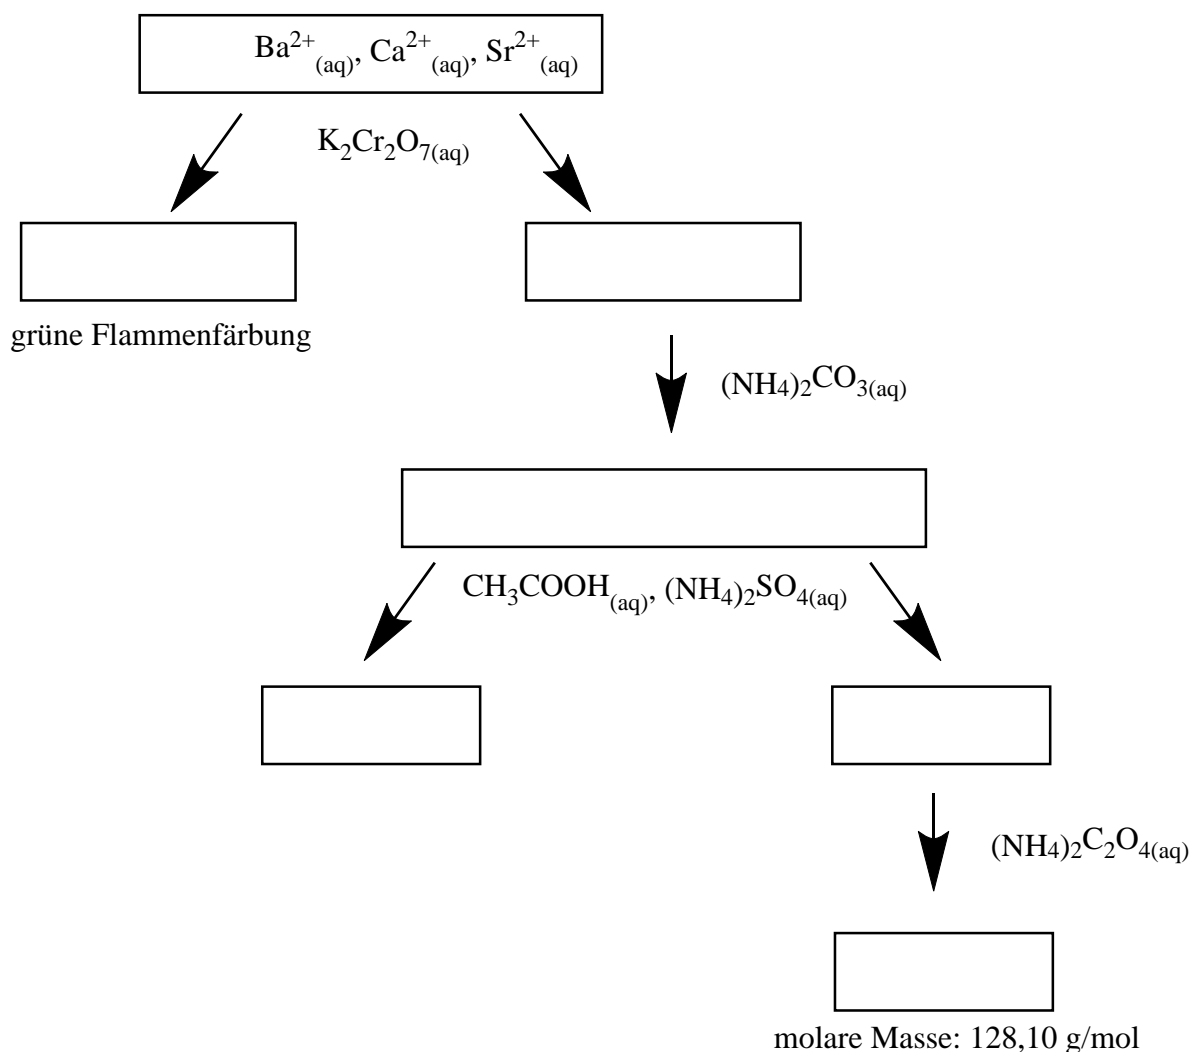 Ba²⁺(aq), Ca²⁺(aq), Sr²⁺(aq)
K₂Cr₂O₇(aq)
grüne Flammenfärbung
(NH₄)₂CO₃(aq)
CH₃COOH(aq), (NH₄)₂SO₄(aq)
(NH₄)₂C₂O₄(aq)
molare Masse: 128,10 g/mol